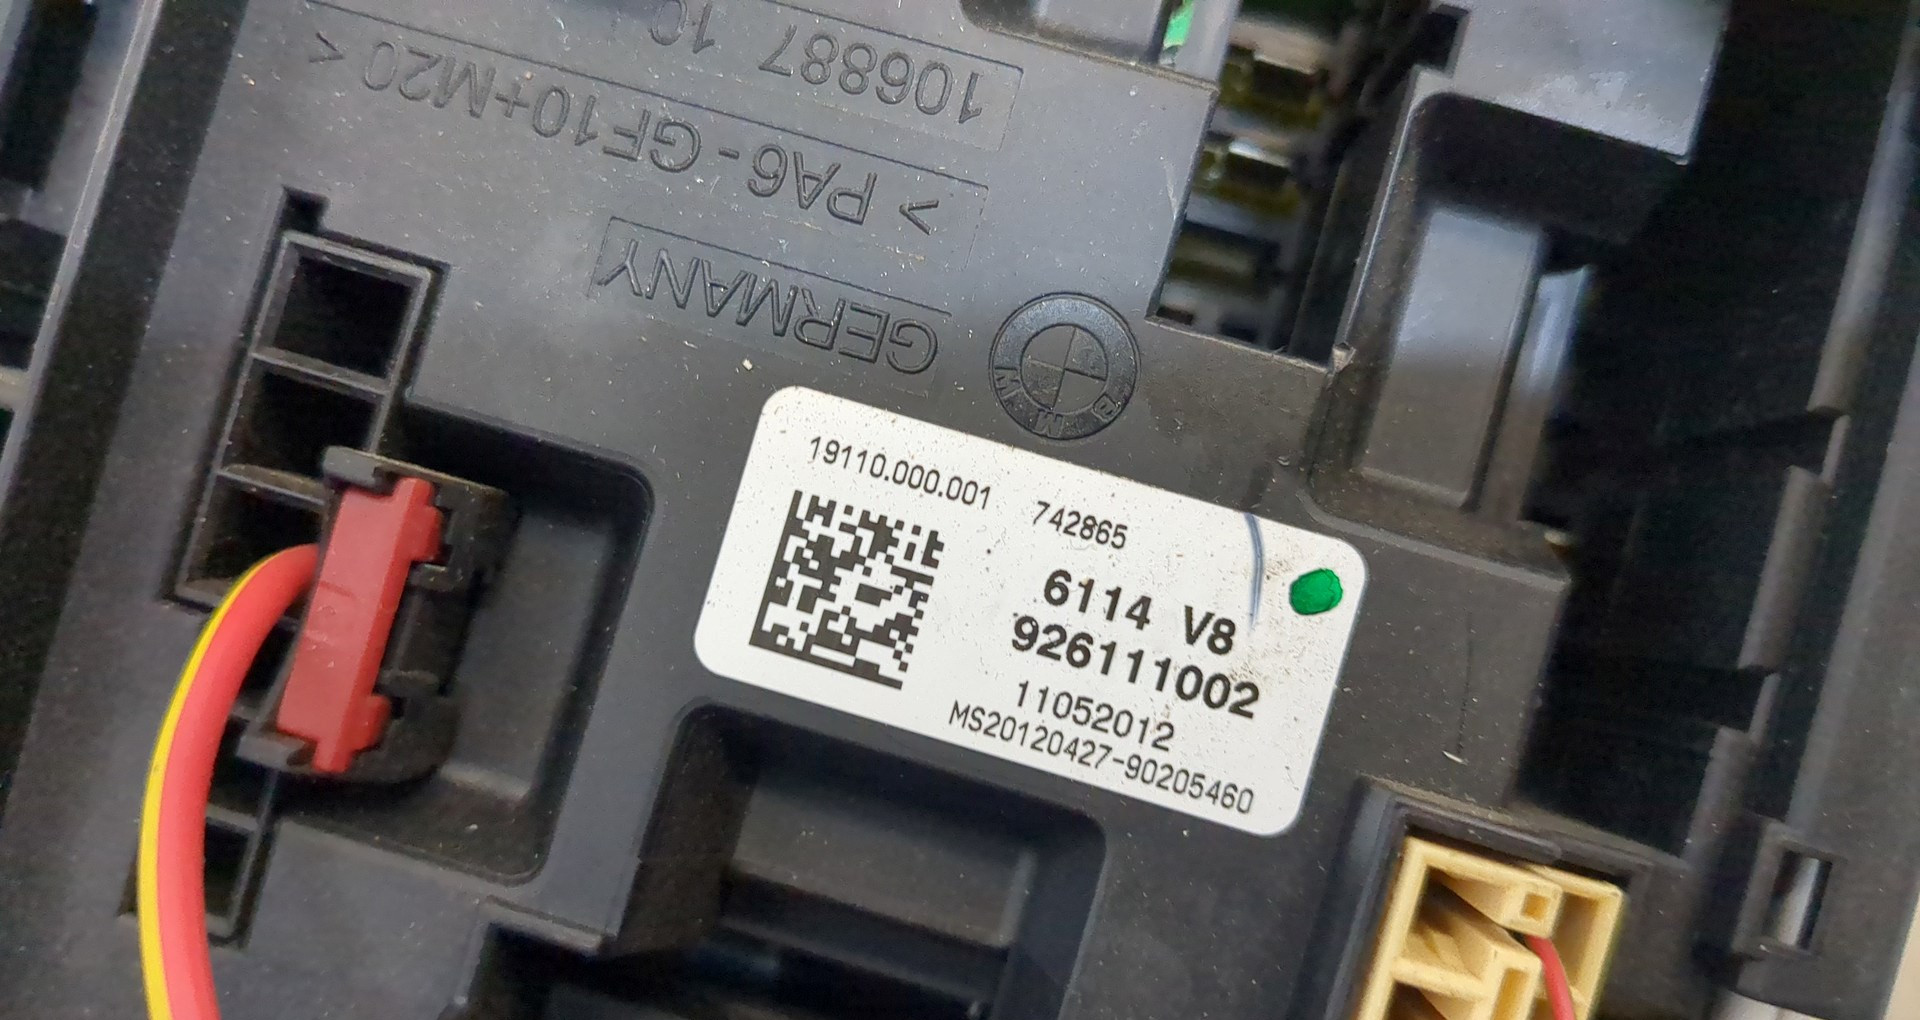 106887 10
> PA6-GF10+M20 <
GERMANY
BMW
19110.000.001 742865
6114 V8
926111002
11052012
MS20120427-90205460